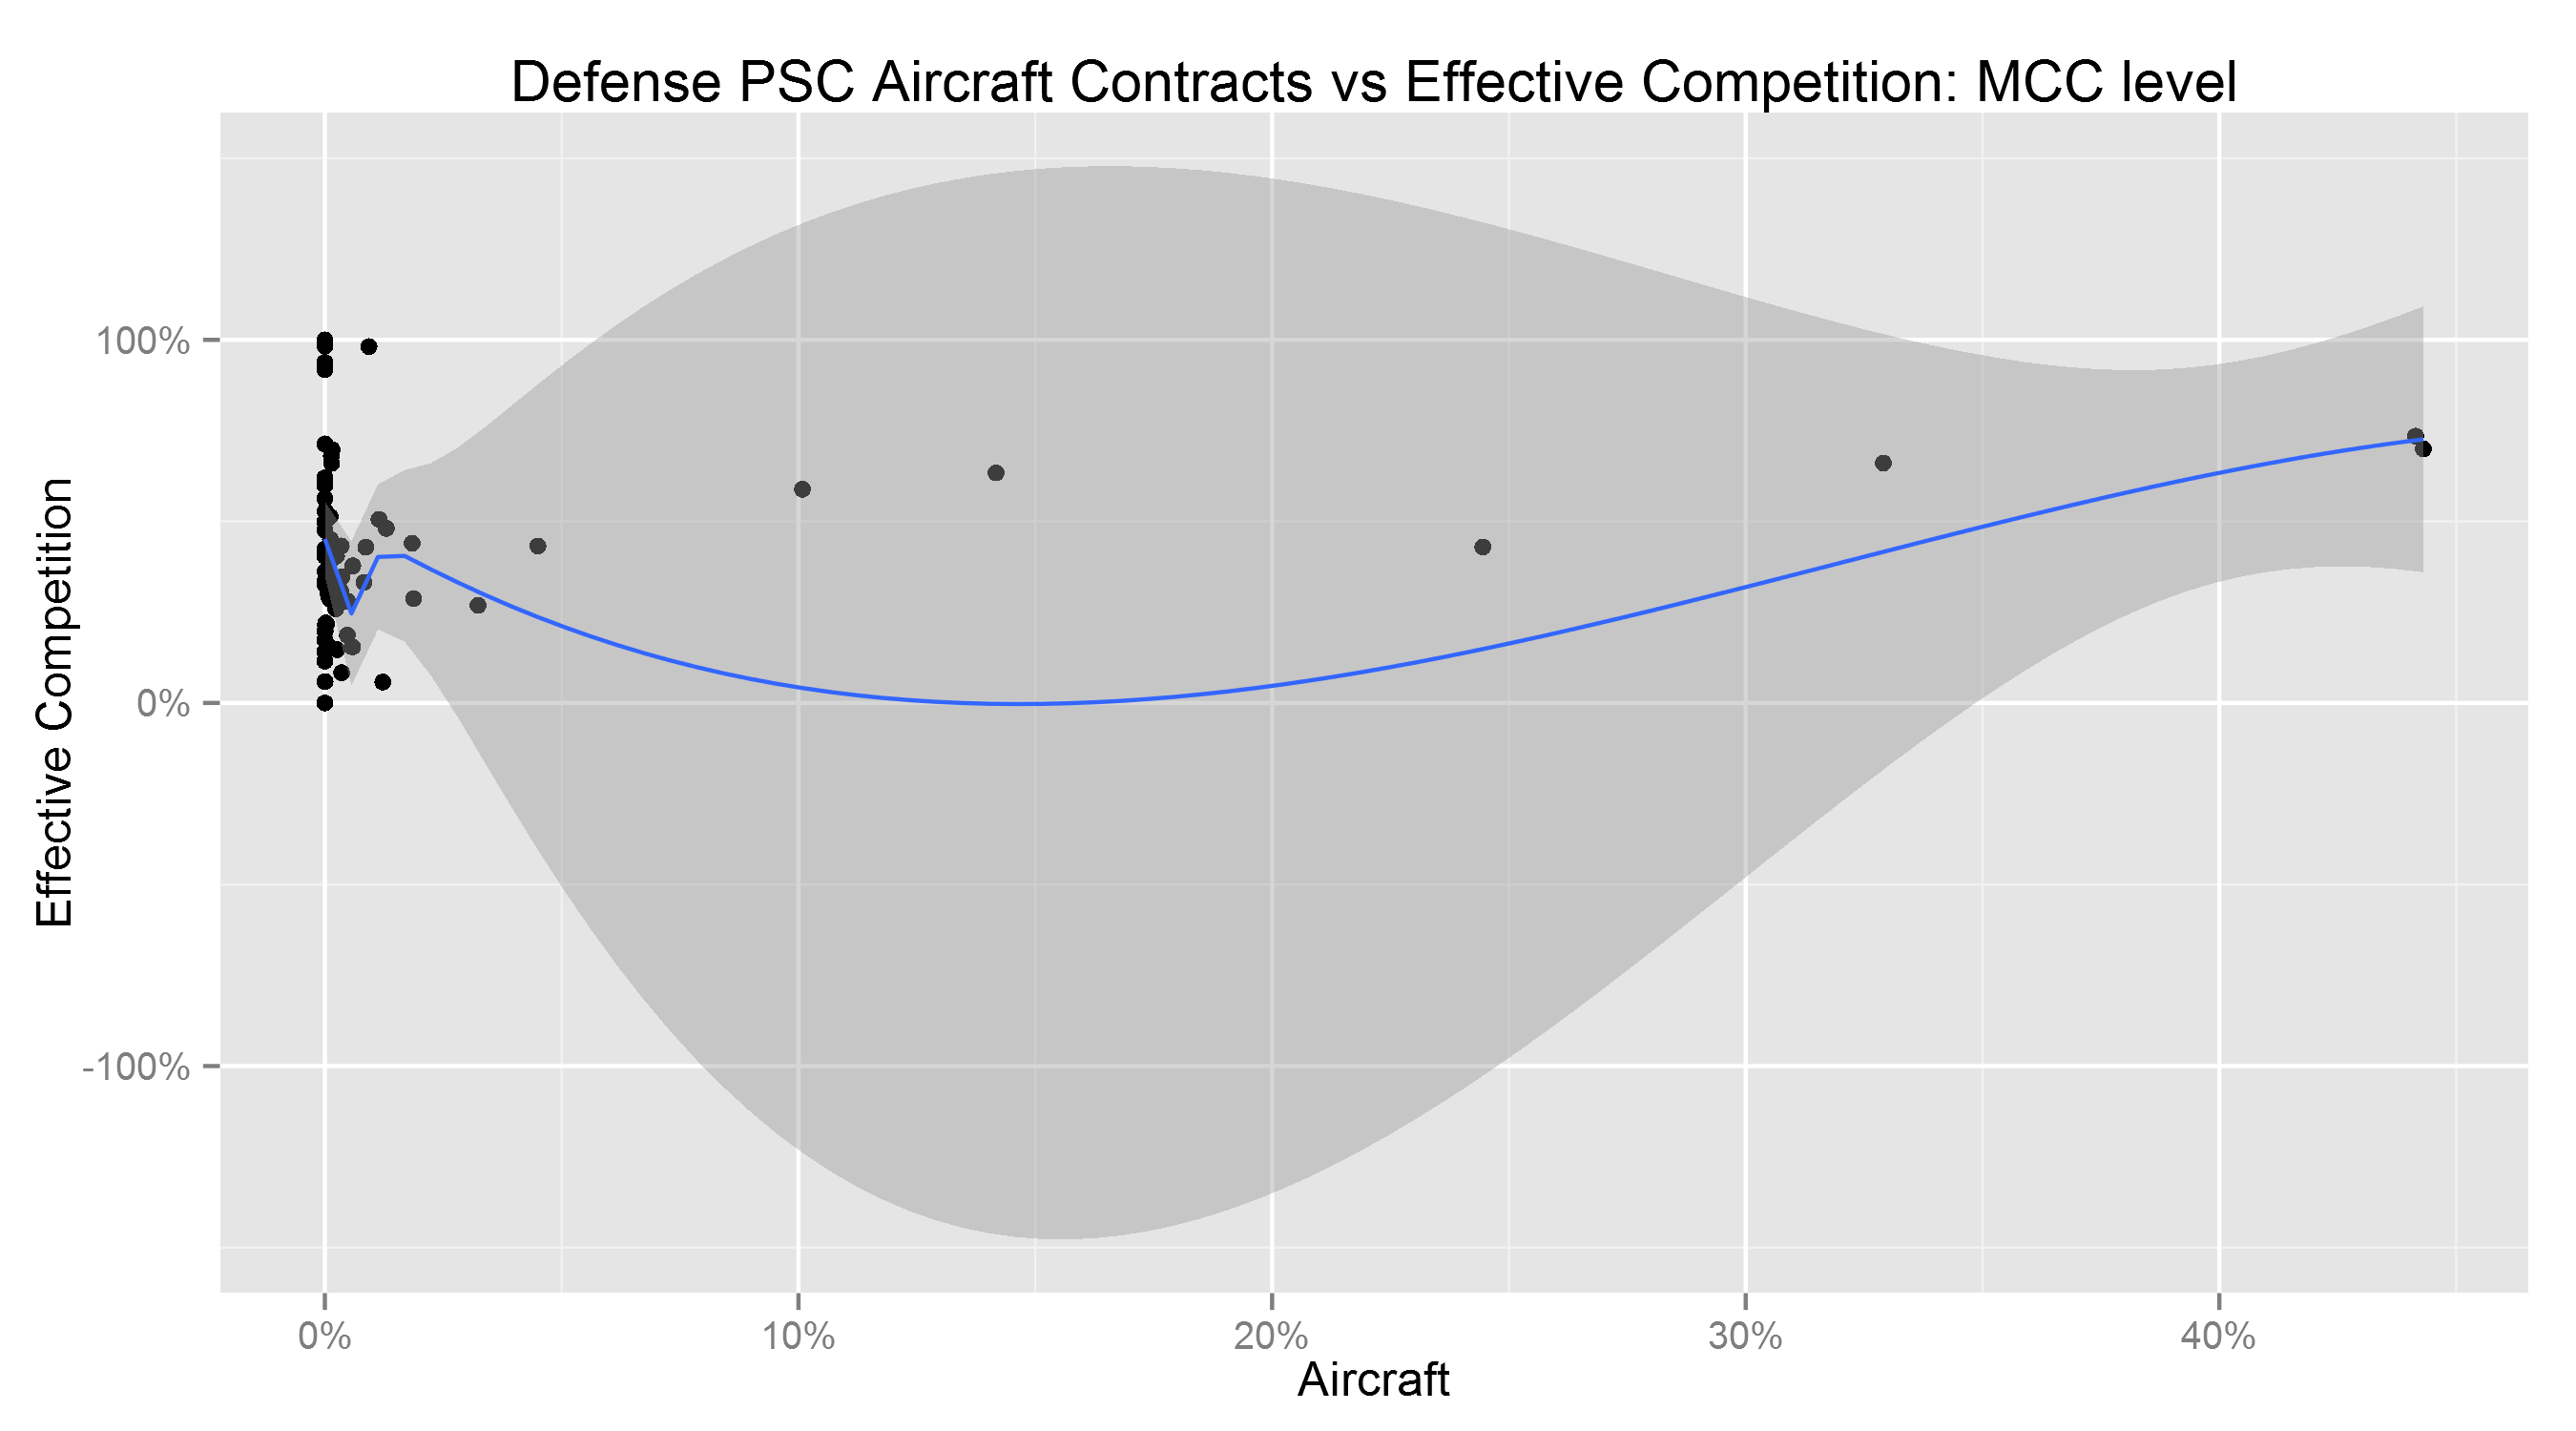 Defense PSC Aircraft Contracts vs Effective Competition: MCC level
Effective Competition
100%
0%
-100%
0%
10%
20%
30%
40%
Aircraft